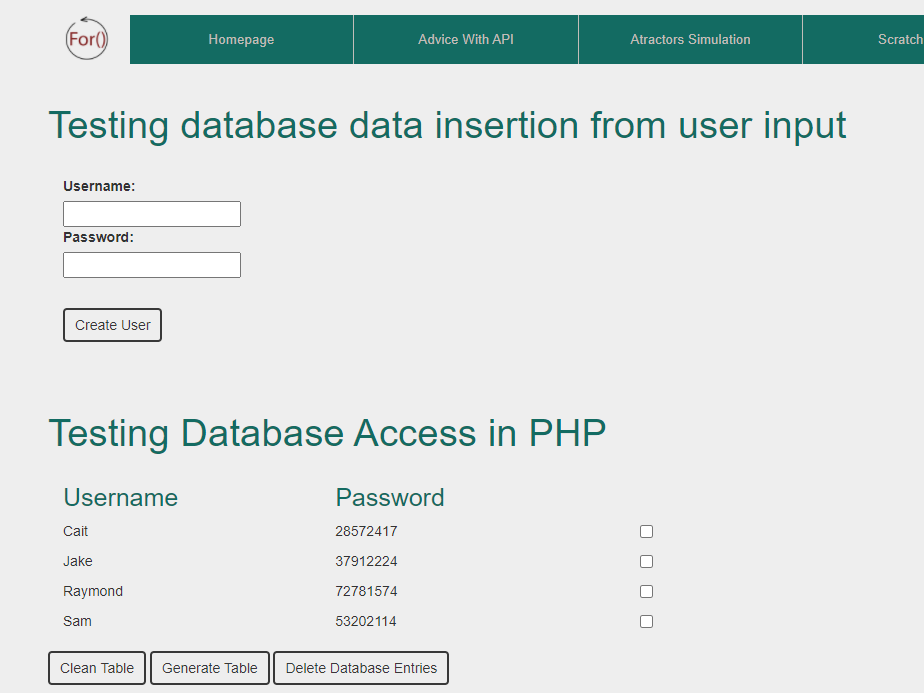 For() Homepage Advice With API Atractors Simulation Scratch
Testing database data insertion from user input
Username:
Password:
Create User
Testing Database Access in PHP
Username Password
Cait 28572417
Jake 37912224
Raymond 72781574
Sam 53202114
Clean Table Generate Table Delete Database Entries